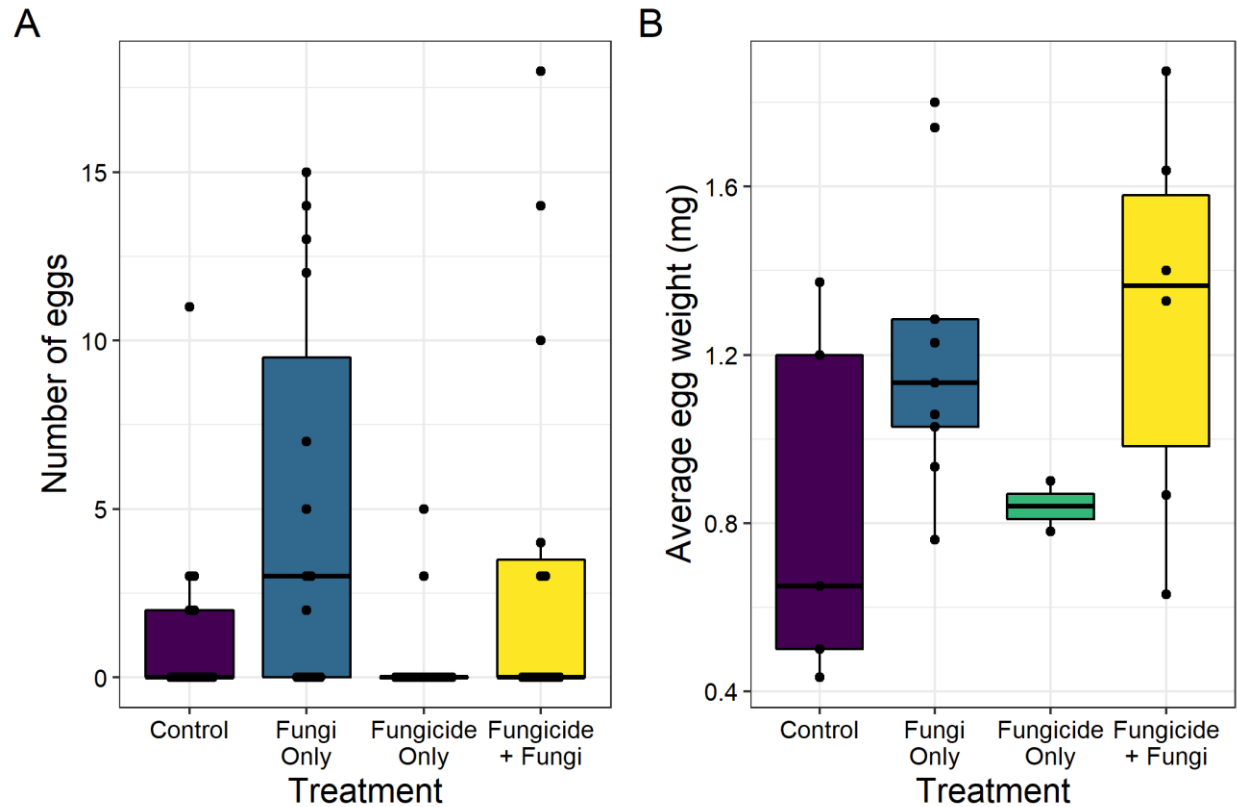 A
Number of eggs
15
10
5
0
Control
Fungi
Only
Fungicide
Only
Fungicide
+ Fungi
Treatment
B
Average egg weight (mg)
1.6
1.2
0.8
0.4
Control
Fungi
Only
Fungicide
Only
Fungicide
+ Fungi
Treatment